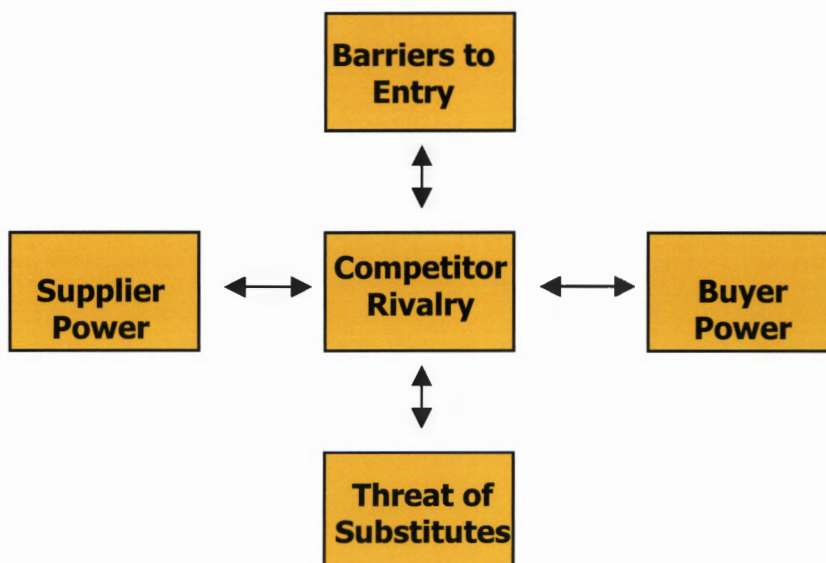 Barriers to
Entry
Supplier
Power
Competitor
Rivalry
Buyer
Power
Threat of
Substitutes